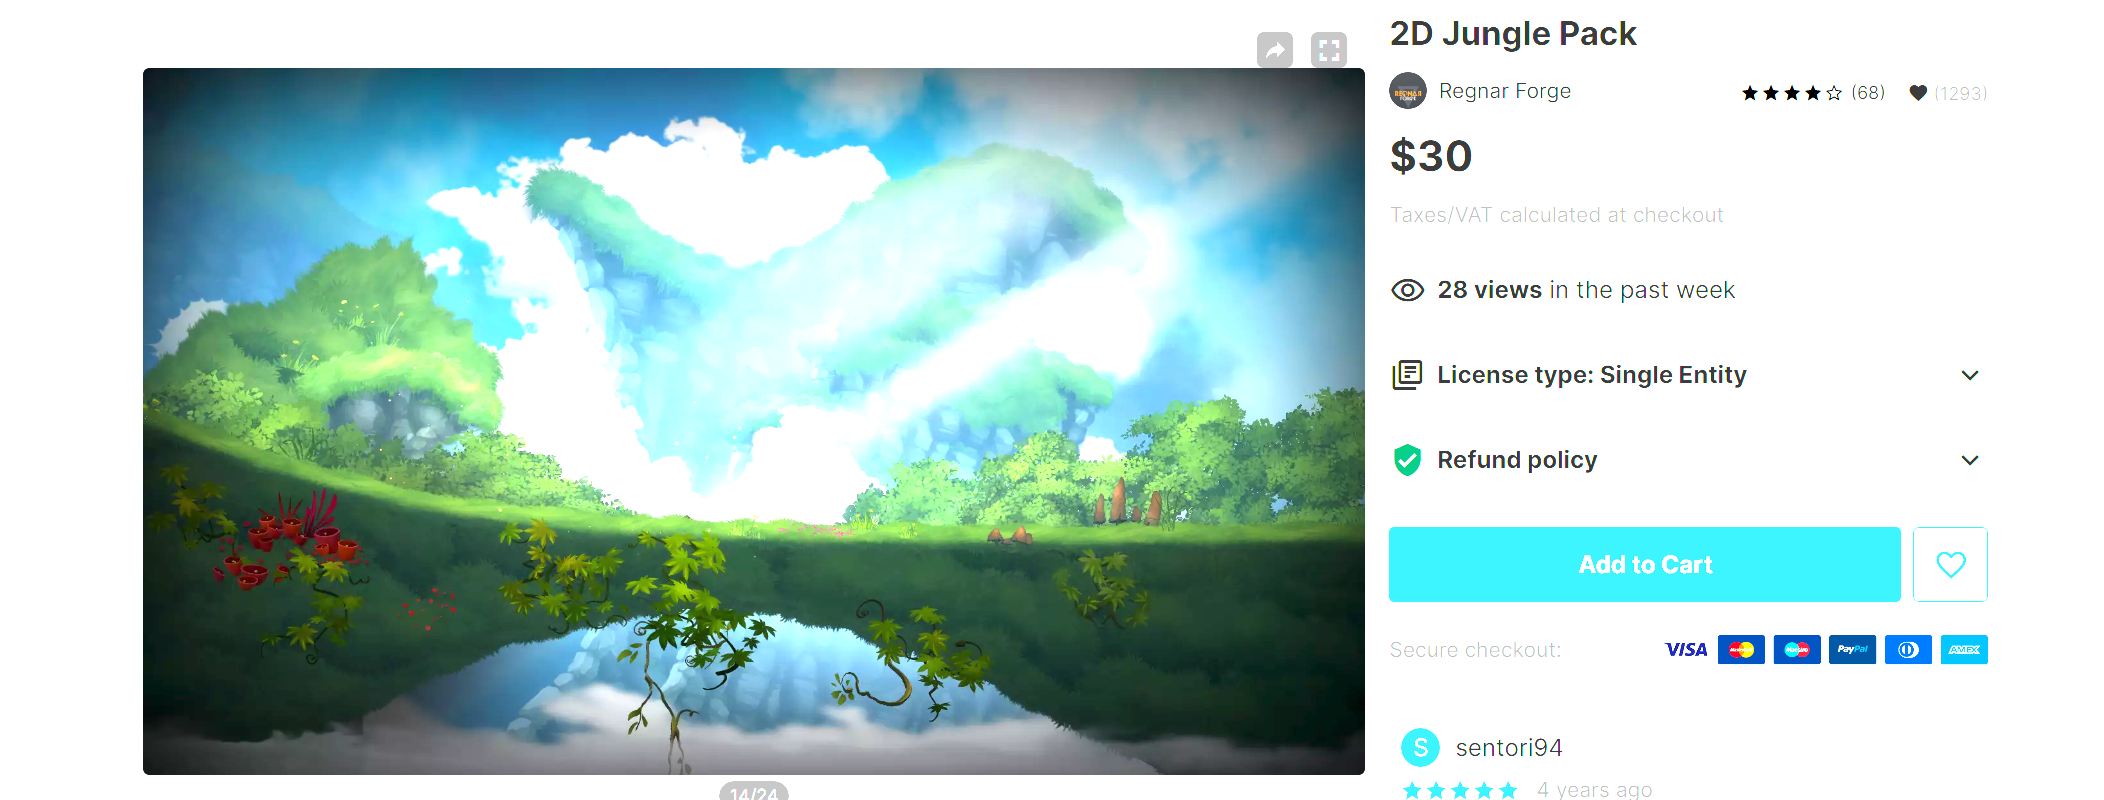 2D Jungle Pack
REGNAR
FORGE
Regnar Forge
(68)
(1293)
$30
Taxes/VAT calculated at checkout
28 views in the past week
License type: Single Entity
Refund policy
Add to Cart
Secure checkout:
VISA
PayPal
AMEX
S
sentori94
4 years ago
14/24